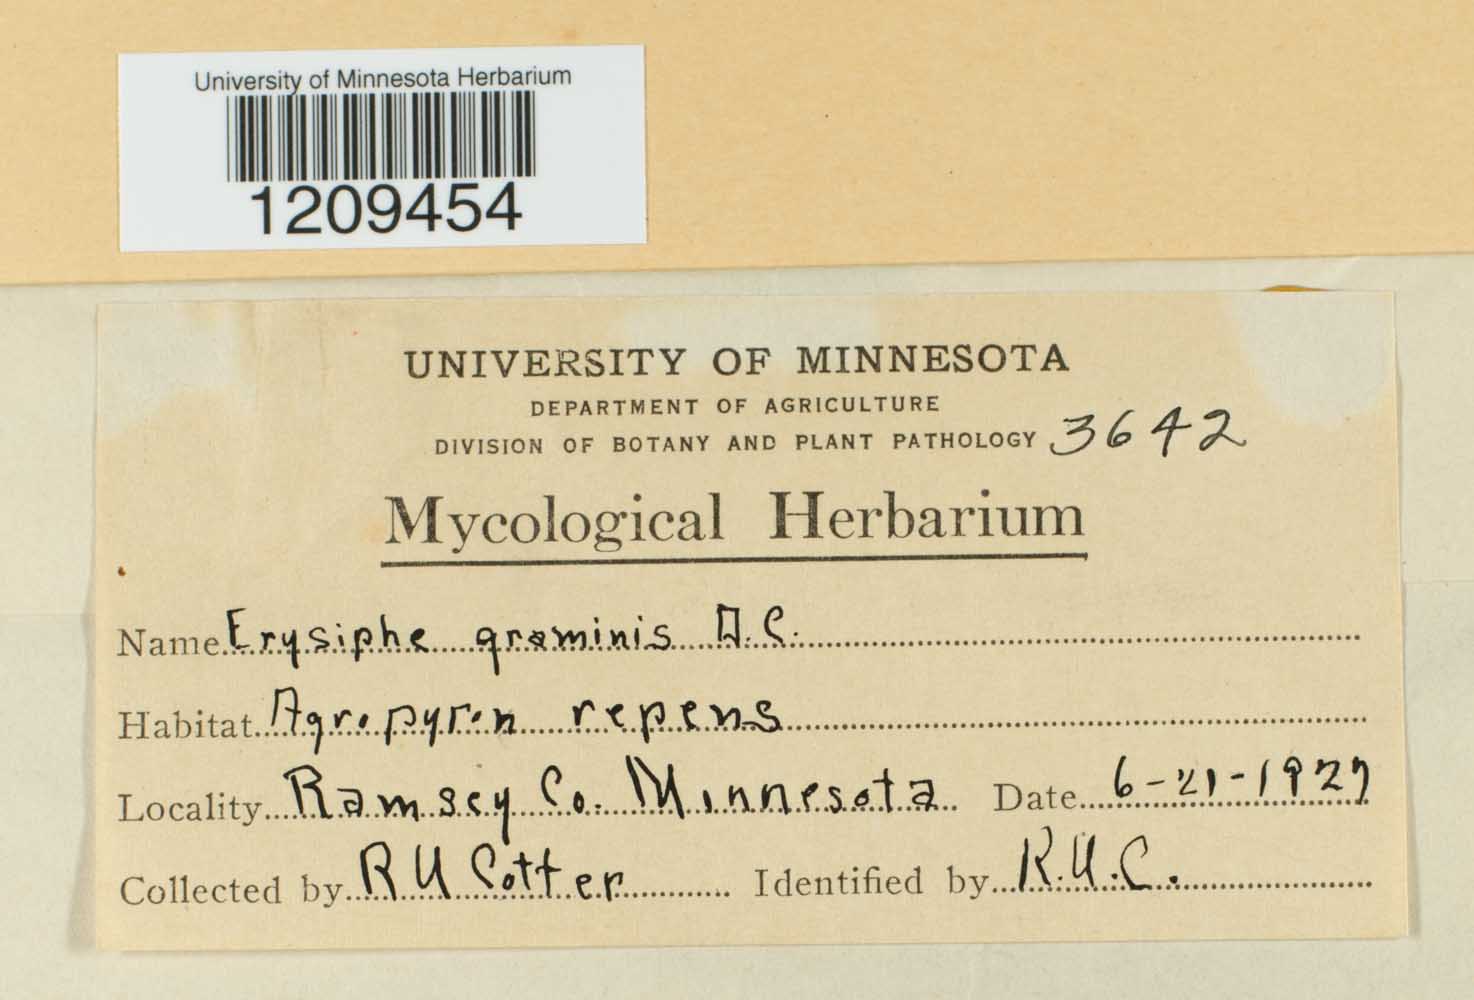 University of Minnesota Herbarium
1209454
UNIVERSITY OF MINNESOTA
DEPARTMENT OF AGRICULTURE
DIVISION OF BOTANY AND PLANT PATHOLOGY 3642
Mycological Herbarium
Name Erysiphe graminis D.C.
Habitat Agropyron repens
Locality Ramsey Co. Minnesota Date 6-21-1927
Collected by R U Cotter Identified by R.U.C.